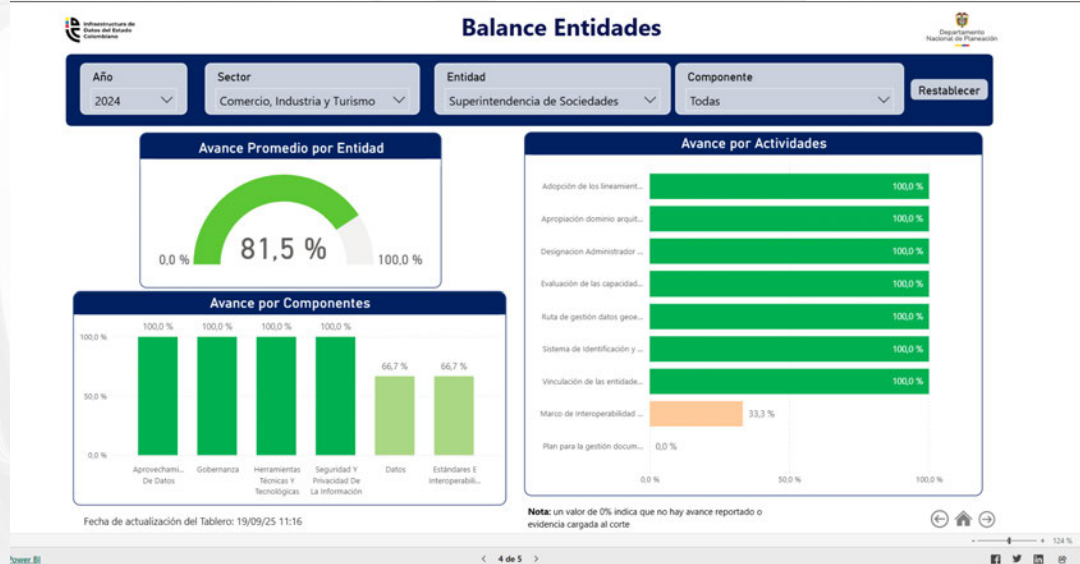 Infraestructura de
Datos del Estado
Colombiano
Balance Entidades
Departamento
Nacional de Planeación
Año
2024
Sector
Comercio, Industria y Turismo
Entidad
Superintendencia de Sociedades
Componente
Todas
Restablecer
Avance Promedio por Entidad
81,5 %
0,0 %
100,0 %
Avance por Componentes
100,0 % 100,0 % 100,0 % 100,0 %
66,7 % 66,7 %
100,0 %
50,0 %
0,0 %
Aprovechami... De Datos
Gobernanza
Herramientas Técnicas Y Tecnológicas
Seguridad Y Privacidad De La Información
Datos
Estándares E Interoperabili...
Fecha de actualización del Tablero: 19/09/25 11:16
Avance por Actividades
Adopción de los lineamient... 100,0 %
Apropiación dominio arquit... 100,0 %
Designacion Administrador ... 100,0 %
Evaluación de las capacidad... 100,0 %
Ruta de gestión datos geoe... 100,0 %
Sistema de Identificación y ... 100,0 %
Vinculación de las entidade... 100,0 %
Marco de Interoperabilidad ... 33,3 %
Plan para la gestión docum... 0,0 %
0,0 % 50,0 % 100,0 %
Nota: un valor de 0% indica que no hay avance reportado o
evidencia cargada al corte
Power BI
4 de 5
- + 124 %